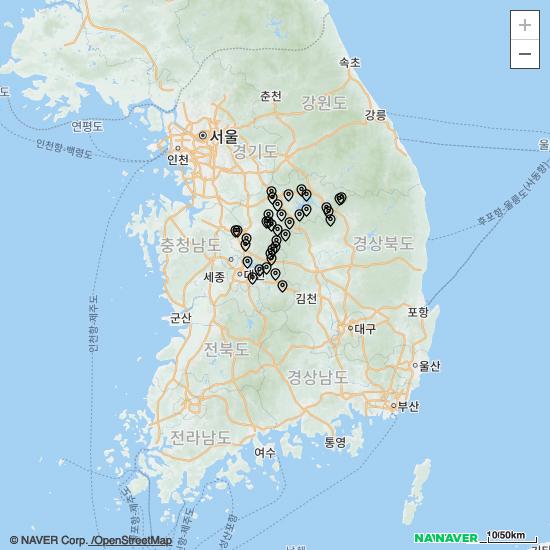 +
−
속초
춘천
강원도
강릉
도
연평도
서울
인천
경기도
인천항-백령도
울
후포항-울릉도(사동항)
충청남도
경상북도
세종
대
김천
인천항-제주도
군산
포항
대구
전북도
경상남도
울산
부산
전라남도
통영
여수
© NAVER Corp. /OpenStreetMap
NAVER
10/50km